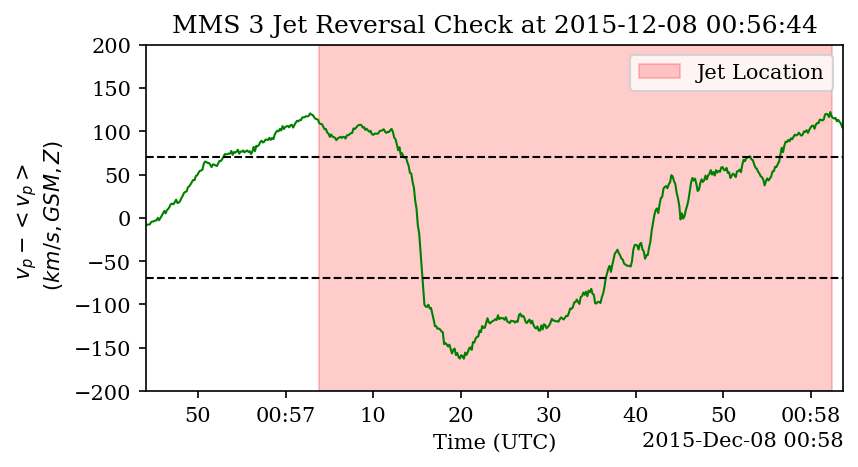 MMS 3 Jet Reversal Check at 2015-12-08 00:56:44
Jet Location
200
150
100
50
0
−50
−100
−150
−200
v_p − < v_p >
(km/s, GSM, Z)
50 00:57 10 20 30 40 50 00:58
Time (UTC)
2015-Dec-08 00:58